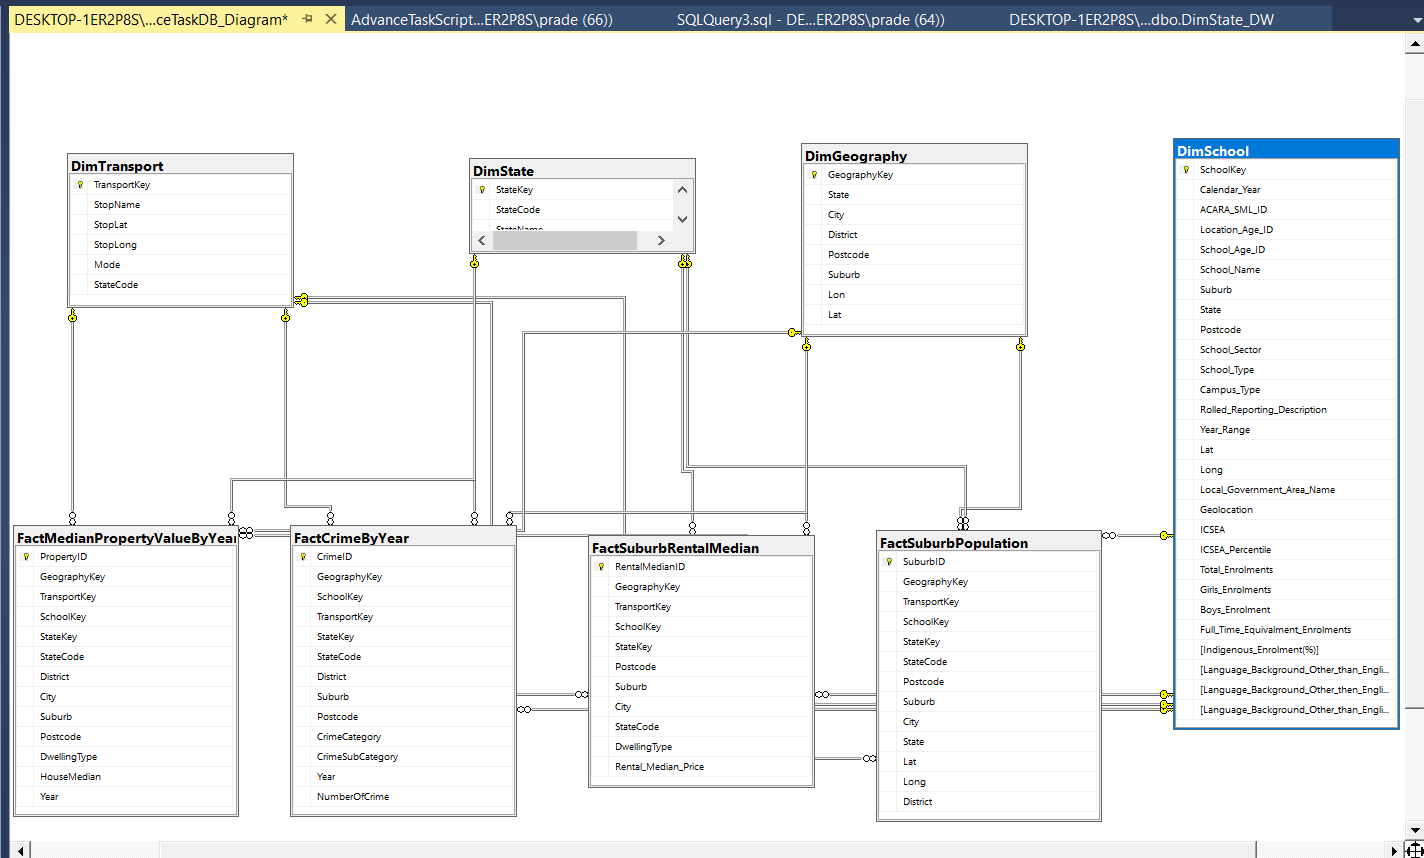 DESKTOP-1ER2P8S\...ceTaskDB_Diagram*
AdvanceTaskScript...ER2P8S\prade (66))
SQLQuery3.sql - DE...ER2P8S\prade (64))
DESKTOP-1ER2P8S\...dbo.DimState_DW
DimTransport
TransportKey
StopName
StopLat
StopLong
Mode
StateCode
DimState
StateKey
StateCode
StateName
DimGeography
GeographyKey
State
City
District
Postcode
Suburb
Lon
Lat
DimSchool
SchoolKey
Calendar_Year
ACARA_SML_ID
Location_Age_ID
School_Age_ID
School_Name
Suburb
State
Postcode
School_Sector
School_Type
Campus_Type
Rolled_Reporting_Description
Year_Range
Lat
Long
Local_Government_Area_Name
Geolocation
ICSEA
ICSEA_Percentile
Total_Enrolments
Girls_Enrolments
Boys_Enrolment
Full_Time_Equivalment_Enrolments
[Indigenous_Enrolment(%)]
[Language_Background_Other_than_Engli...
[Language_Background_Other_then_Engli...
[Language_Background_Other_than_Engli...
FactMedianPropertyValueByYear
PropertyID
GeographyKey
TransportKey
SchoolKey
StateKey
StateCode
District
City
Suburb
Postcode
DwellingType
HouseMedian
Year
FactCrimeByYear
CrimeID
GeographyKey
SchoolKey
TransportKey
StateKey
StateCode
District
Suburb
Postcode
CrimeCategory
CrimeSubCategory
Year
NumberOfCrime
FactSuburbRentalMedian
RentalMedianID
GeographyKey
TransportKey
SchoolKey
StateKey
Postcode
Suburb
City
StateCode
DwellingType
Rental_Median_Price
FactSuburbPopulation
SuburbID
GeographyKey
TransportKey
SchoolKey
StateKey
StateCode
Postcode
Suburb
City
State
Lat
Long
District